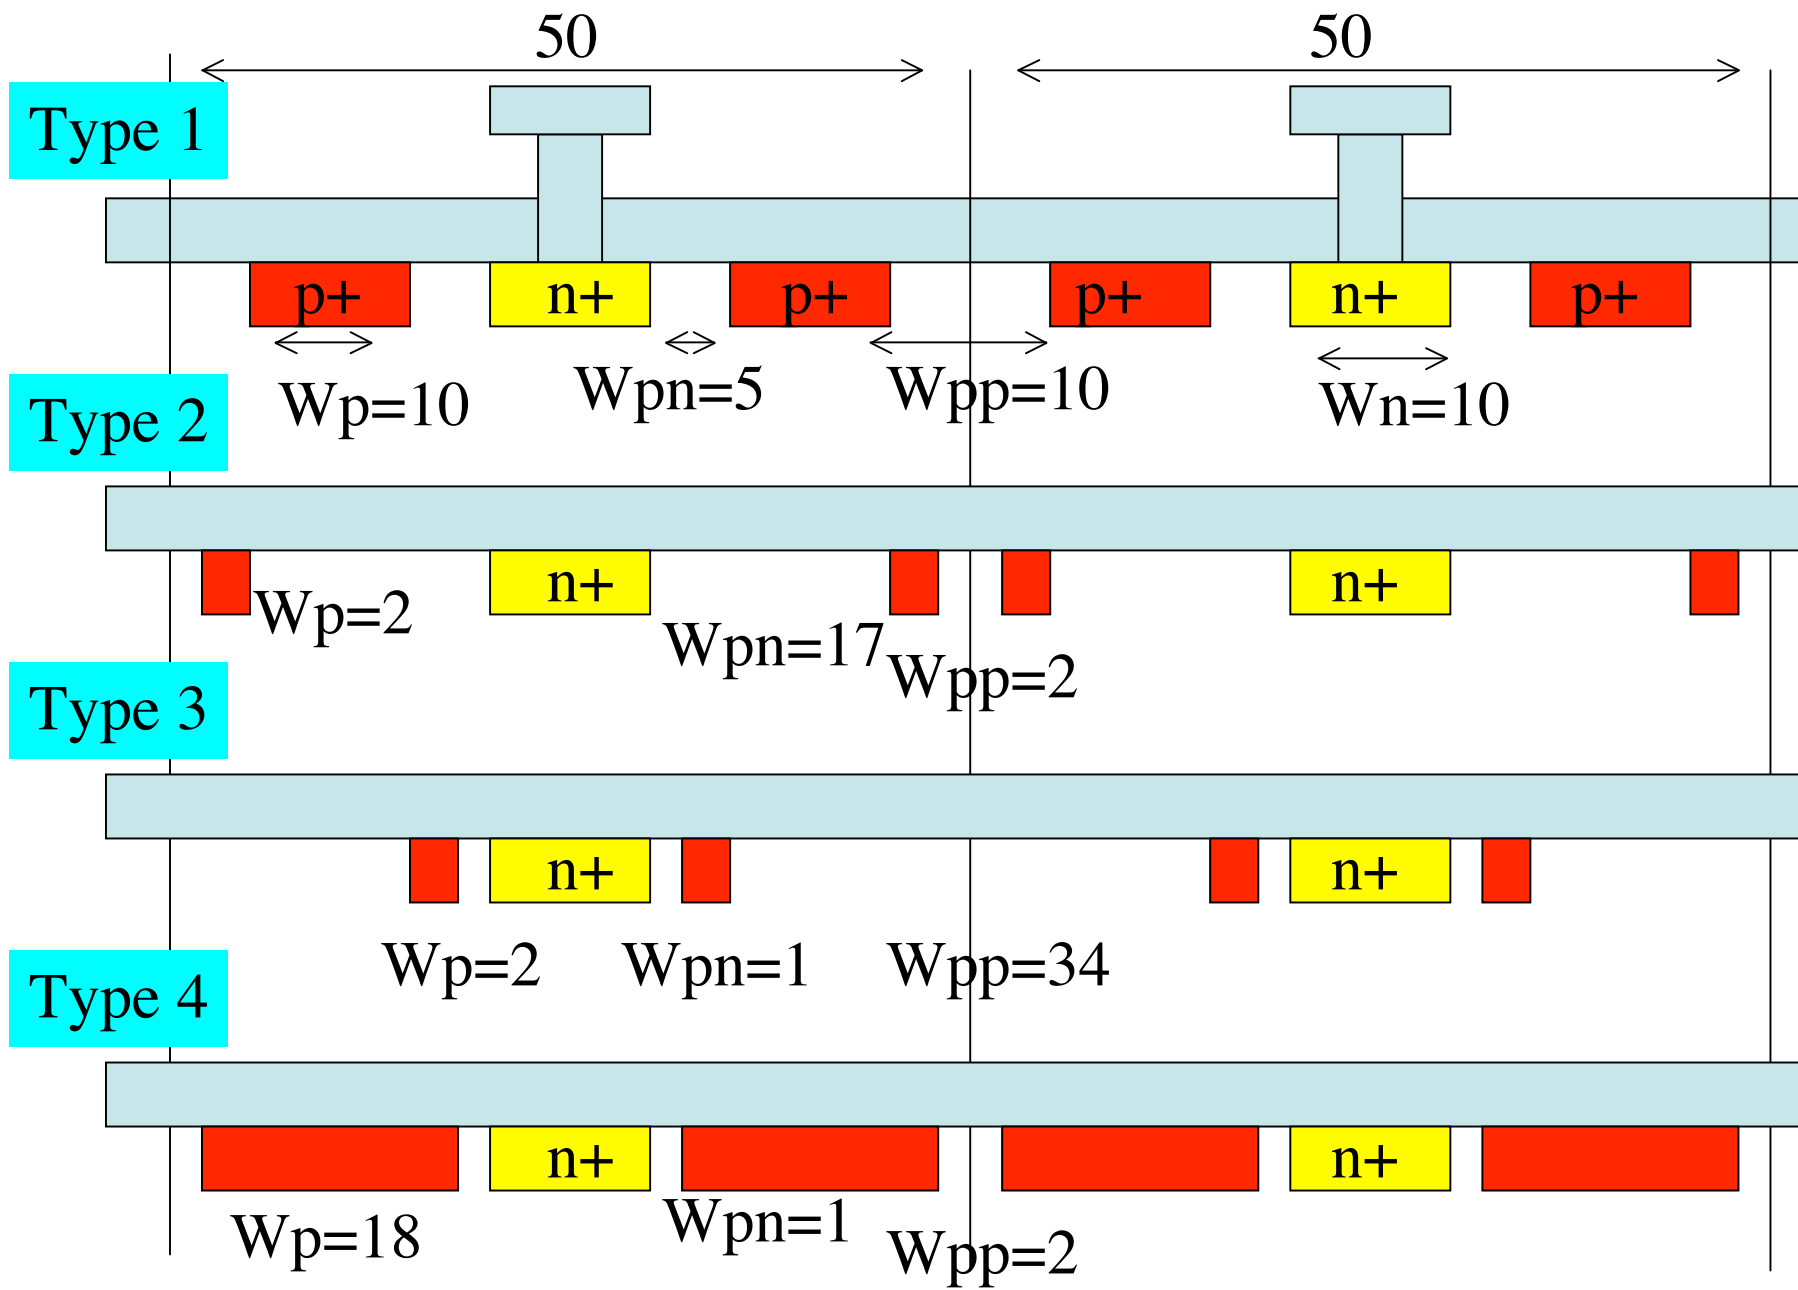 50 50
Type 1
p+ n+ p+ p+ n+ p+
Wp=10 Wpn=5 Wpp=10 Wn=10
Type 2
n+ n+
Wp=2 Wpn=17 Wpp=2
Type 3
n+ n+
Wp=2 Wpn=1 Wpp=34
Type 4
n+ n+
Wp=18 Wpn=1 Wpp=2